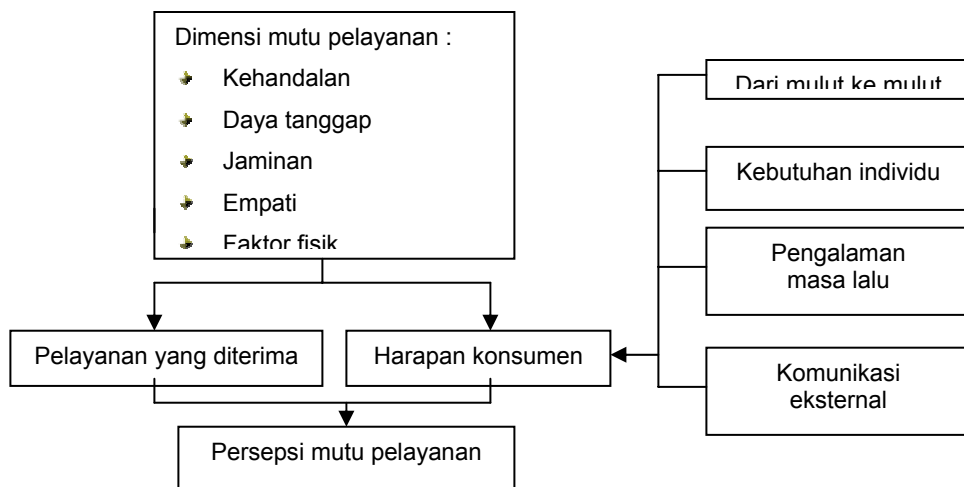 Dimensi mutu pelayanan :
Kehandalan
Daya tanggap
Jaminan
Empati
Faktor fisik
Dari mulut ke mulut
Kebutuhan individu
Pengalaman
masa lalu
Komunikasi
eksternal
Pelayanan yang diterima
Harapan konsumen
Persepsi mutu pelayanan